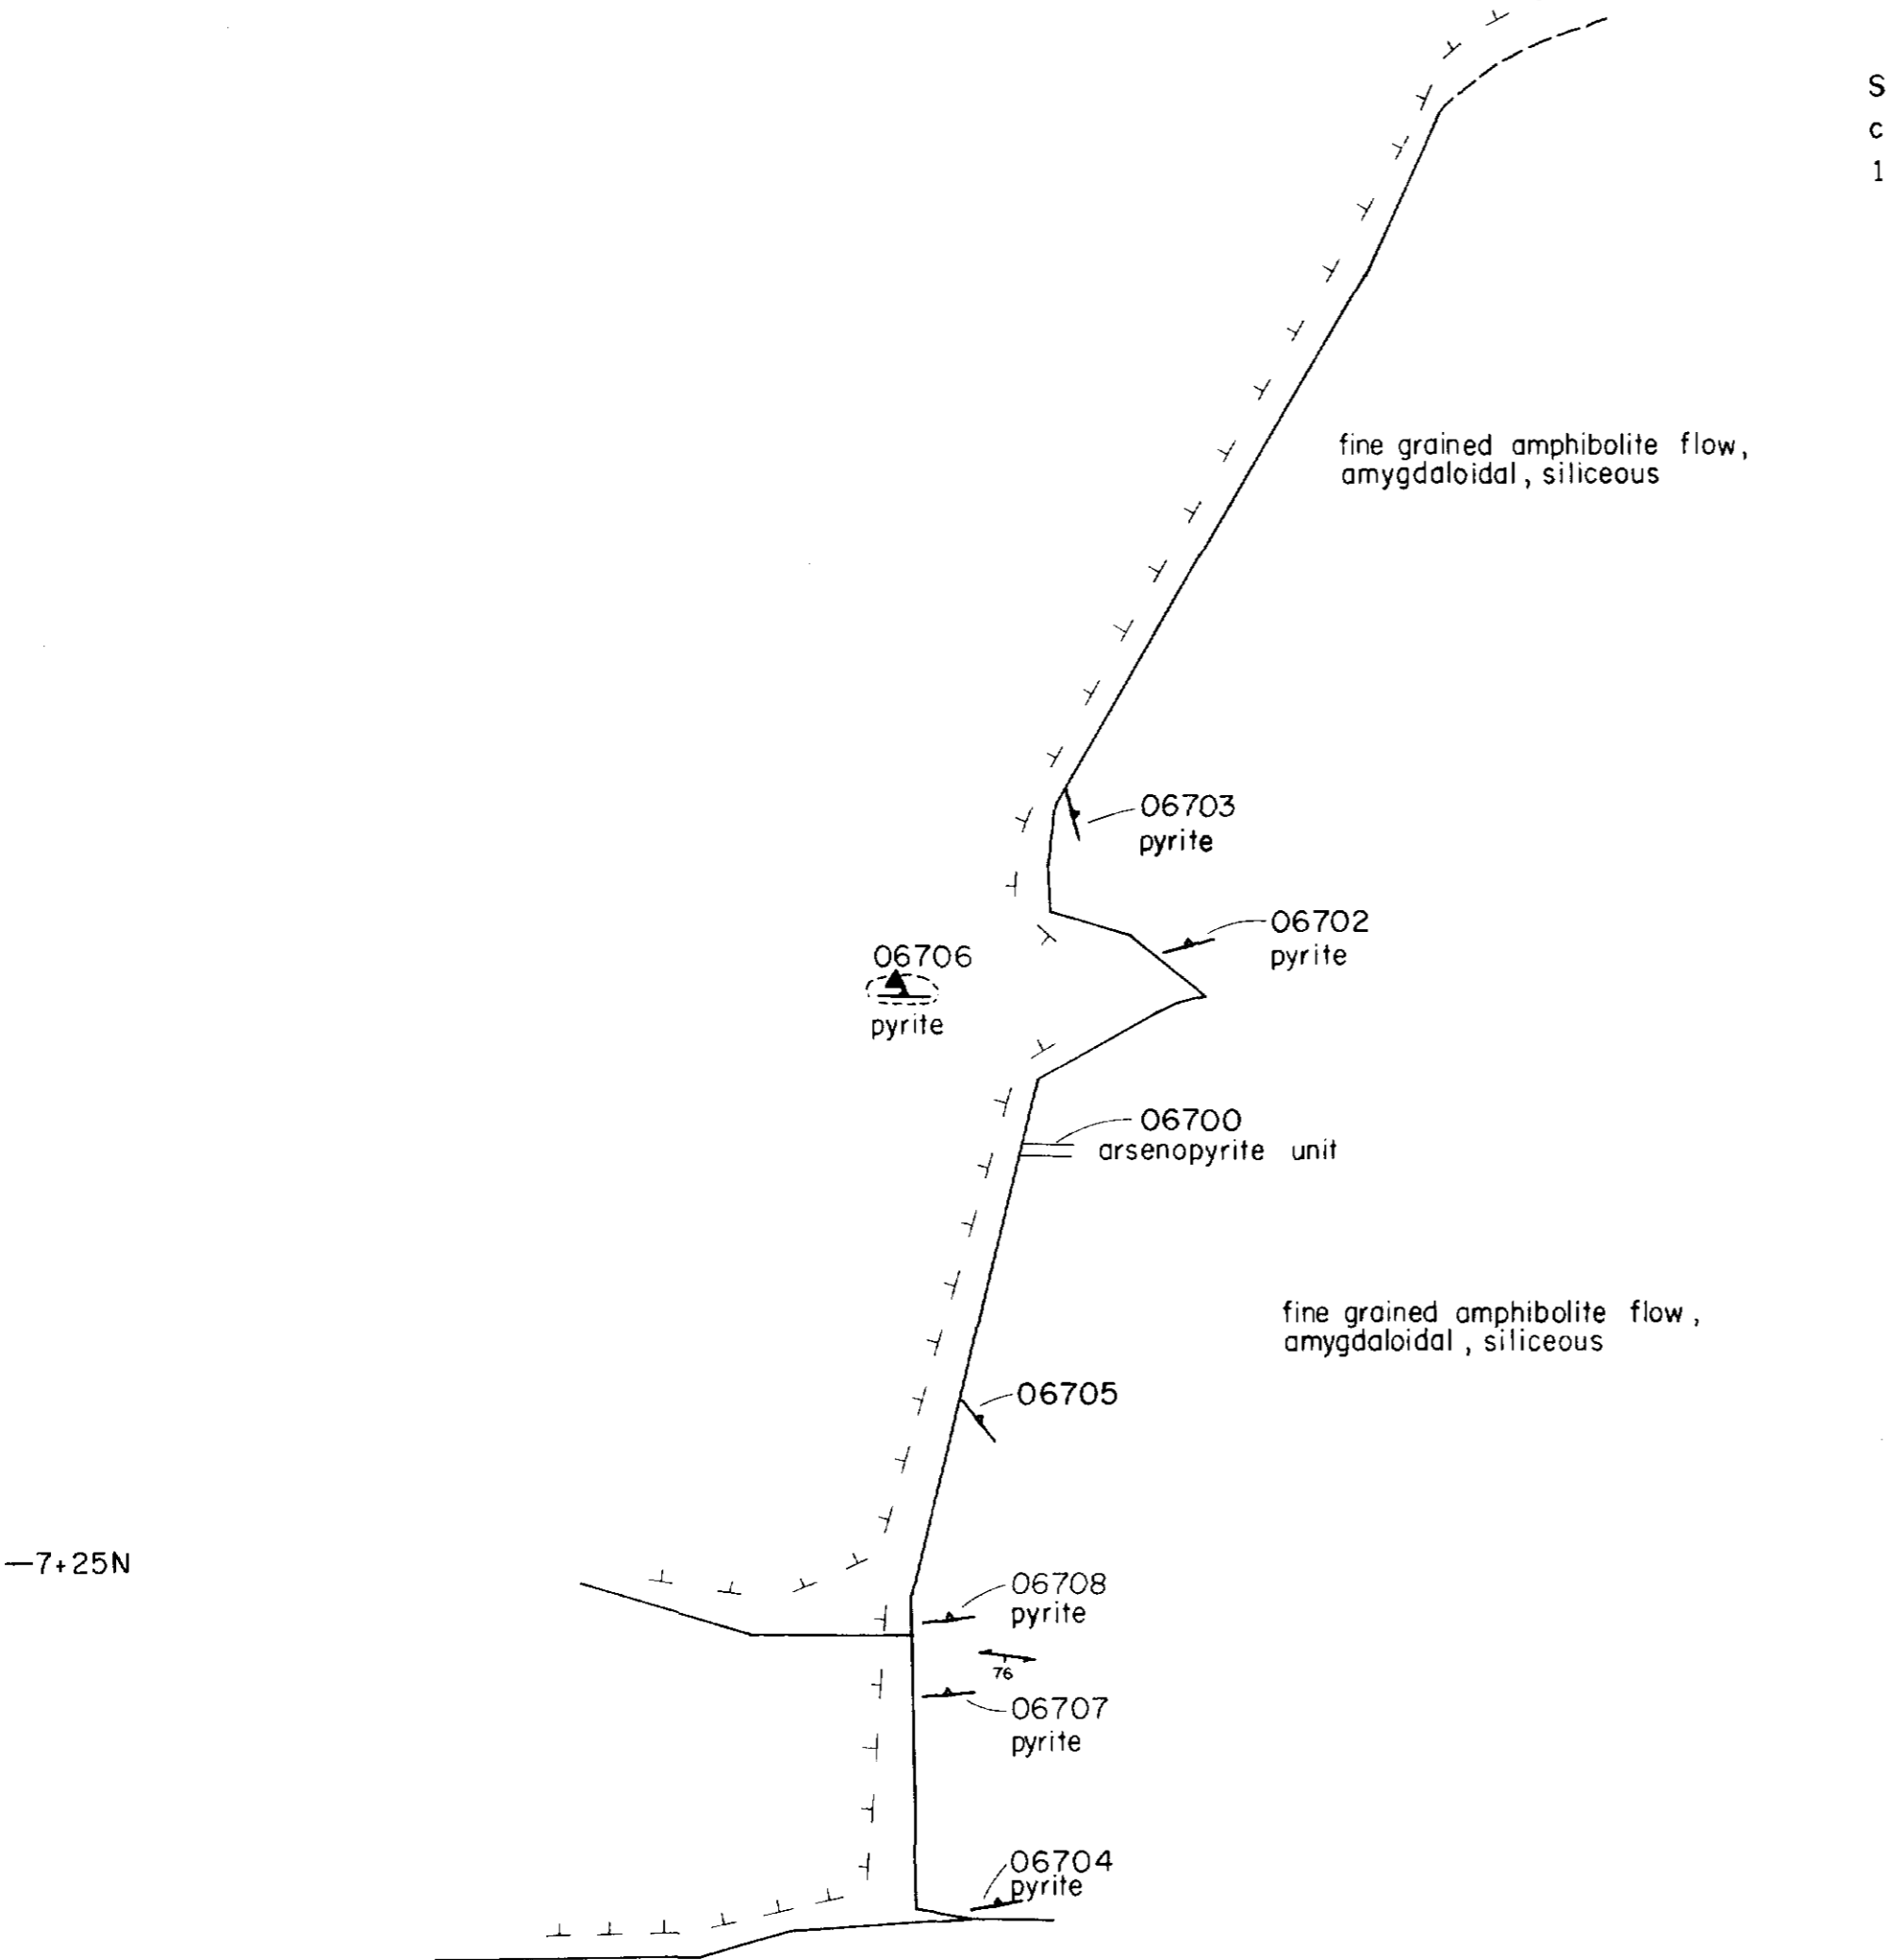 S
c
1
fine grained amphibolite flow,
amygdaloidal, siliceous
06703
pyrite
06702
pyrite
06706
pyrite
06700
arsenopyrite unit
fine grained amphibolite flow,
amygdaloidal, siliceous
06705
—7+25N
06708
pyrite
76
06707
pyrite
06704
pyrite